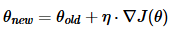 θ_new = θ_old + η · ∇J(θ)